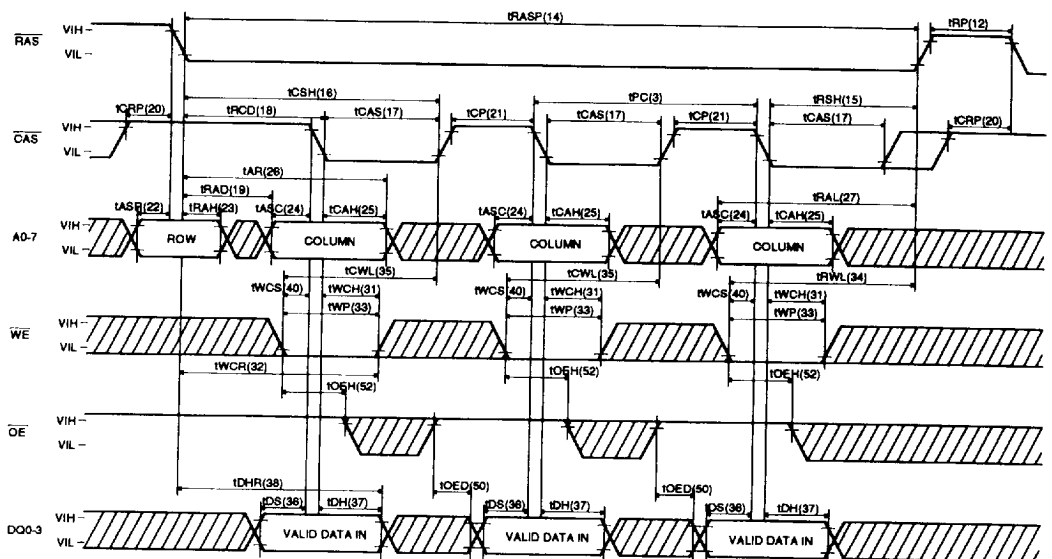 tRASP(14)
tRP(12)
RAS
VIH
VIL
tCSH(16)
tPC(3)
tRSH(15)
tCRP(20)
tRCD(18)
tCAS(17)
tCP(21)
tCAS(17)
tCP(21)
tCAS(17)
tCRP(20)
CAS
VIH
VIL
tAR(26)
tRAD(19)
tRAL(27)
tASR(22)
tRAH(23)
tASC(24)
tCAH(25)
tASC(24)
tCAH(25)
tASC(24)
tCAH(25)
A0-7
VIH
VIL
ROW
COLUMN
COLUMN
COLUMN
tCWL(35)
tCWL(35)
tRWL(34)
tWCS(40)
tWCH(31)
tWCS(40)
tWCH(31)
tWCS(40)
tWCH(31)
tWP(33)
tWP(33)
tWP(33)
WE
VIH
VIL
tWCR(32)
tOEH(52)
tOEH(52)
tOEH(52)
OE
VIH
VIL
tDHR(38)
tOED(50)
tOED(50)
tDS(36)
tDH(37)
tDS(36)
tDH(37)
tDS(36)
tDH(37)
DQ0-3
VIH
VIL
VALID DATA IN
VALID DATA IN
VALID DATA IN